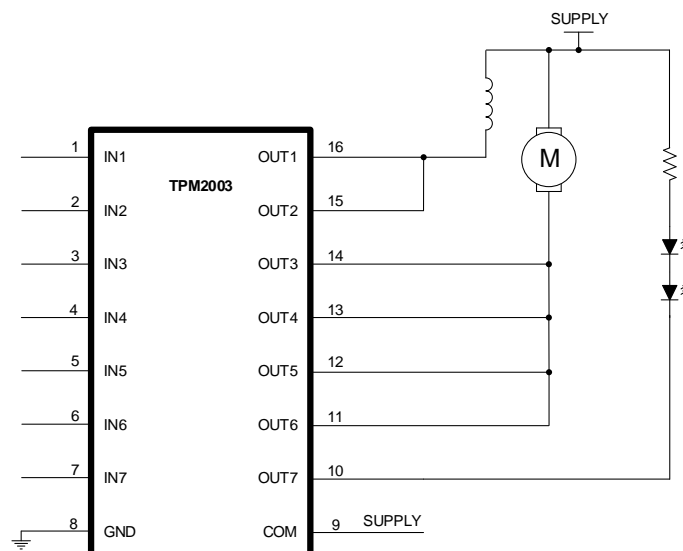 SUPPLY
M
1 IN1 OUT1 16
TPM2003
2 IN2 OUT2 15
3 IN3 OUT3 14
4 IN4 OUT4 13
5 IN5 OUT5 12
6 IN6 OUT6 11
7 IN7 OUT7 10
8 GND COM 9 SUPPLY